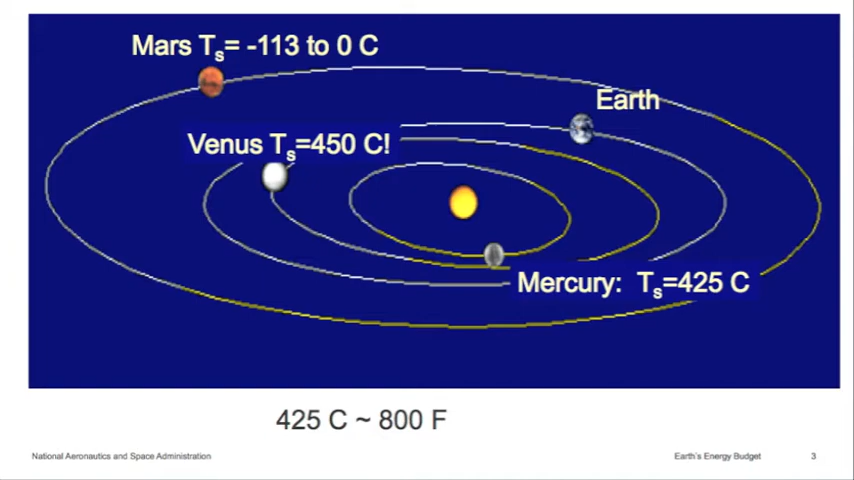 Mars Ts= -113 to 0 C
Earth
Venus Ts=450 C!
Mercury: Ts=425 C
425 C ~ 800 F
National Aeronautics and Space Administration
Earth's Energy Budget
3